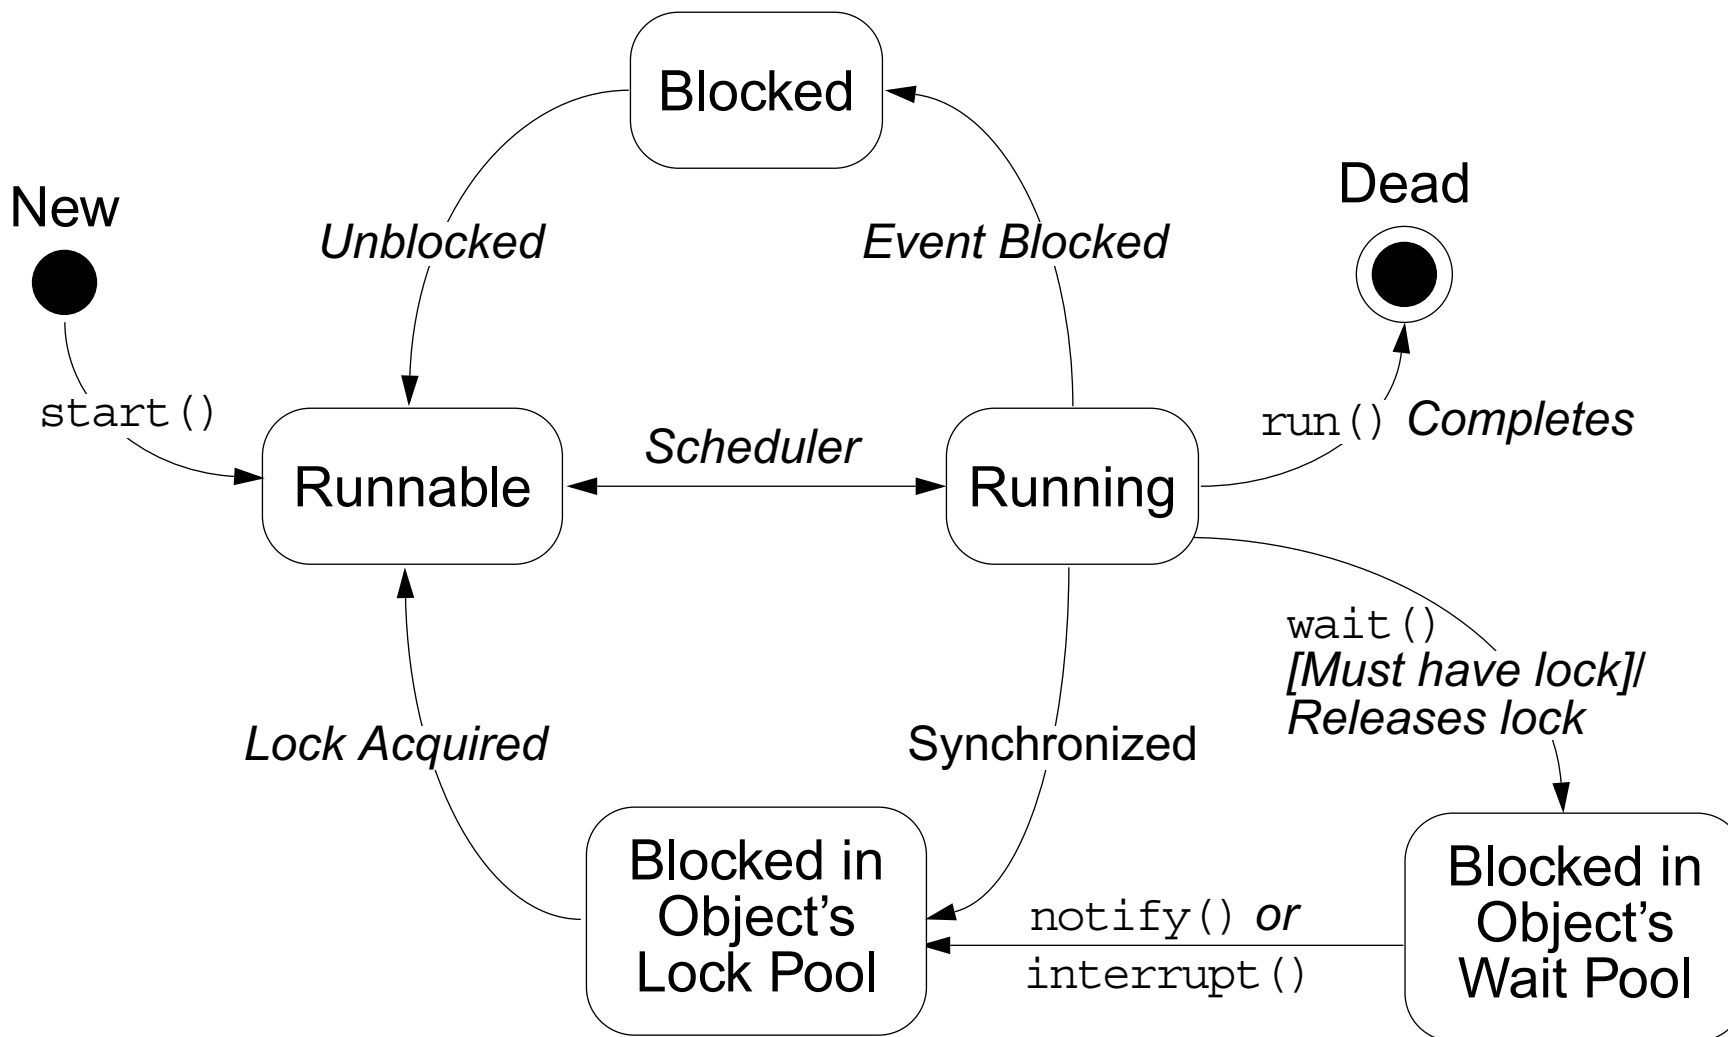 Blocked
New
Dead
Unblocked
Event Blocked
start()
Scheduler
run() Completes
Runnable
Running
wait()
[Must have lock]/
Releases lock
Lock Acquired
Synchronized
Blocked in
Object’s
Lock Pool
notify() or
interrupt()
Blocked in
Object’s
Wait Pool